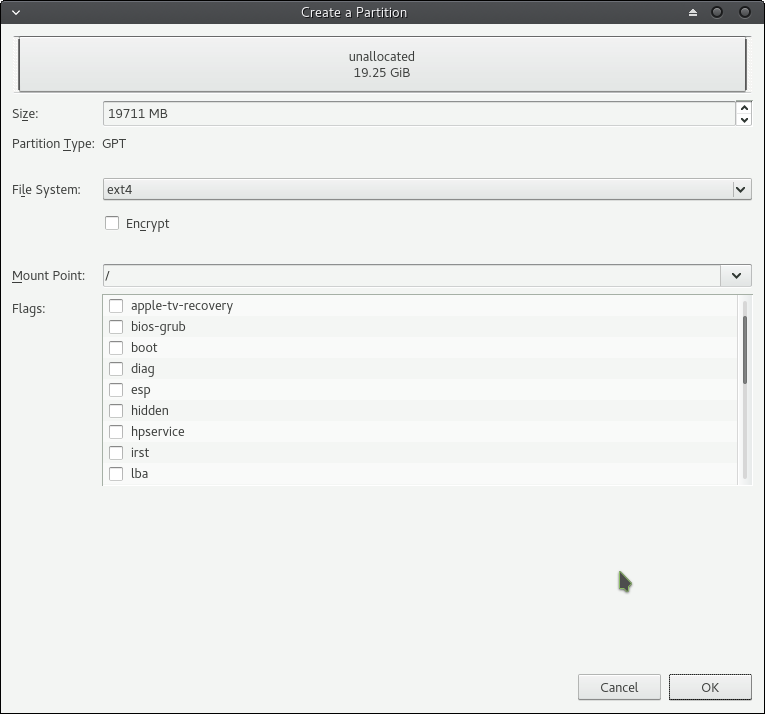 Create a Partition
unallocated
19.25 GiB
Size: 19711 MB
Partition Type: GPT
File System: ext4
Encrypt
Mount Point: /
Flags: apple-tv-recovery
bios-grub
boot
diag
esp
hidden
hpservice
irst
lba
Cancel OK